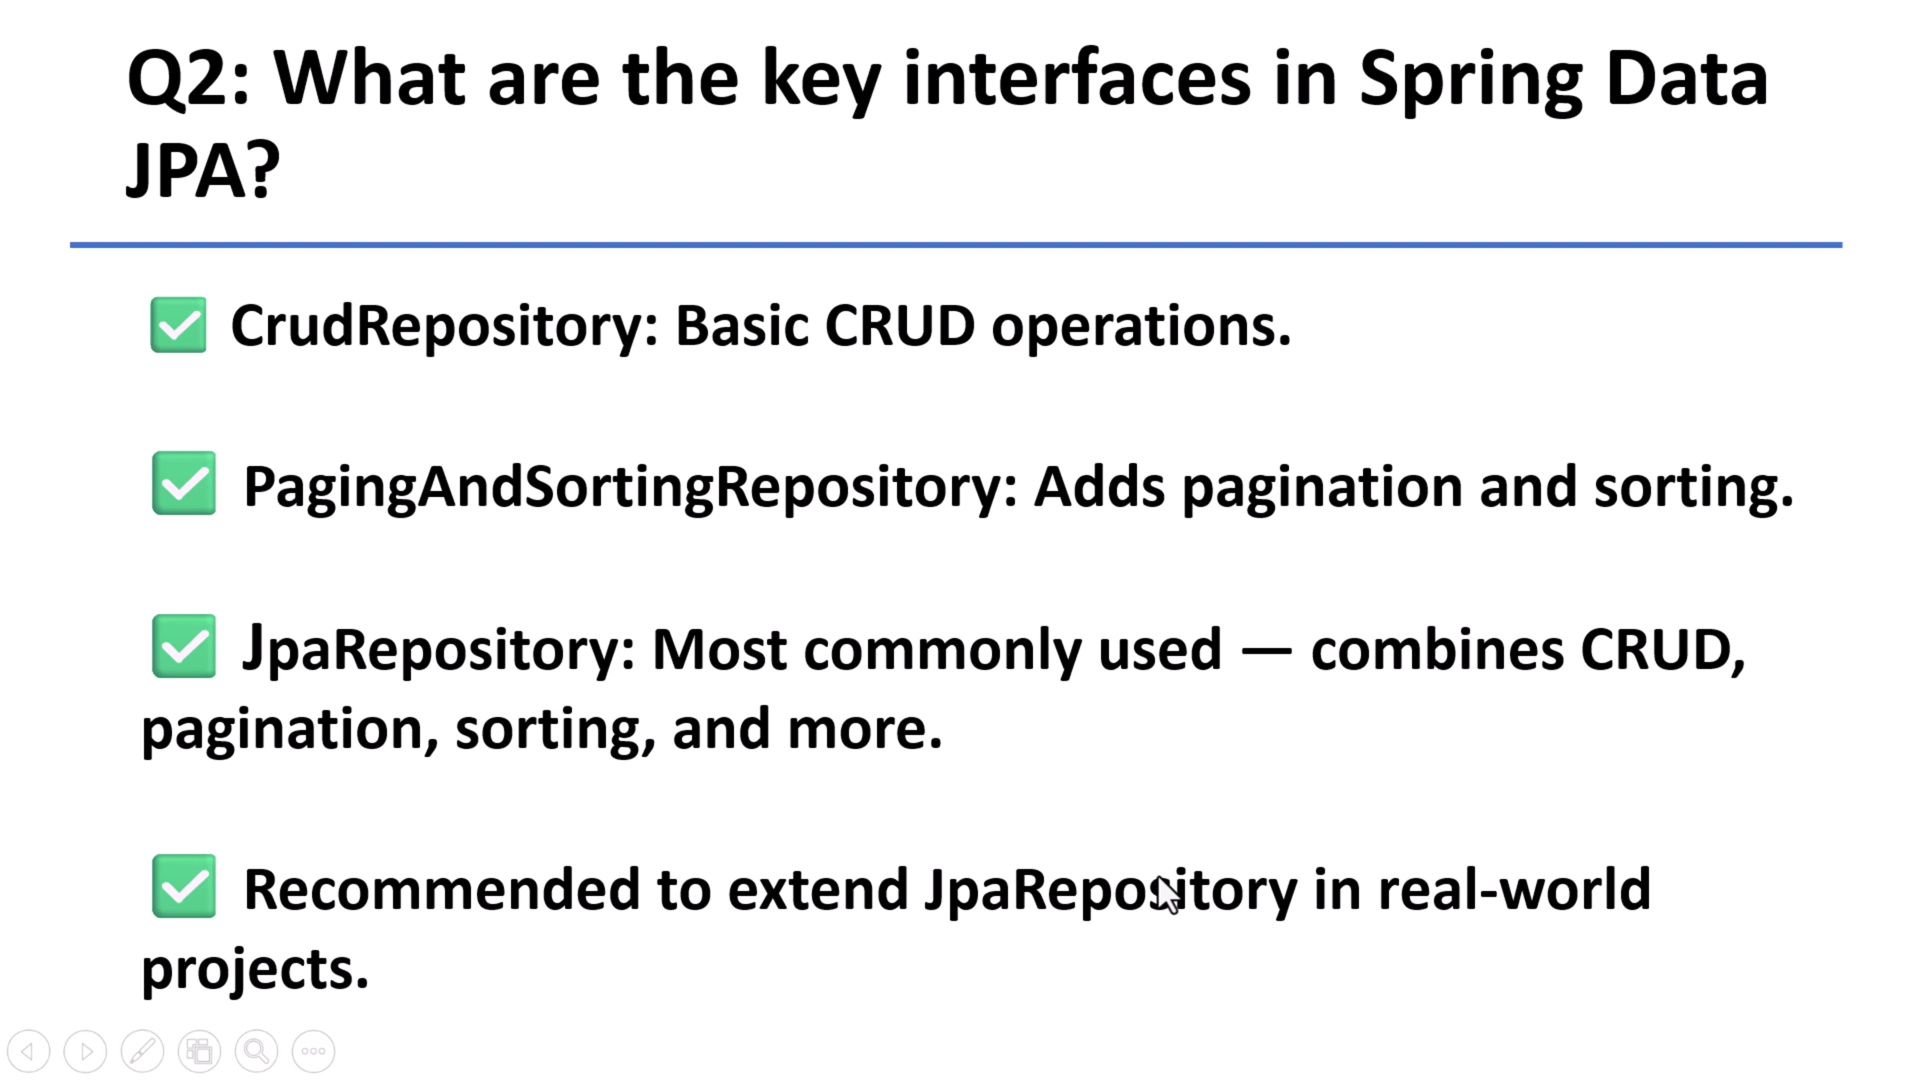 Q2: What are the key interfaces in Spring Data
JPA?
✅ CrudRepository: Basic CRUD operations.
✅ PagingAndSortingRepository: Adds pagination and sorting.
✅ JpaRepository: Most commonly used — combines CRUD,
pagination, sorting, and more.
✅ Recommended to extend JpaRepository in real-world
projects.